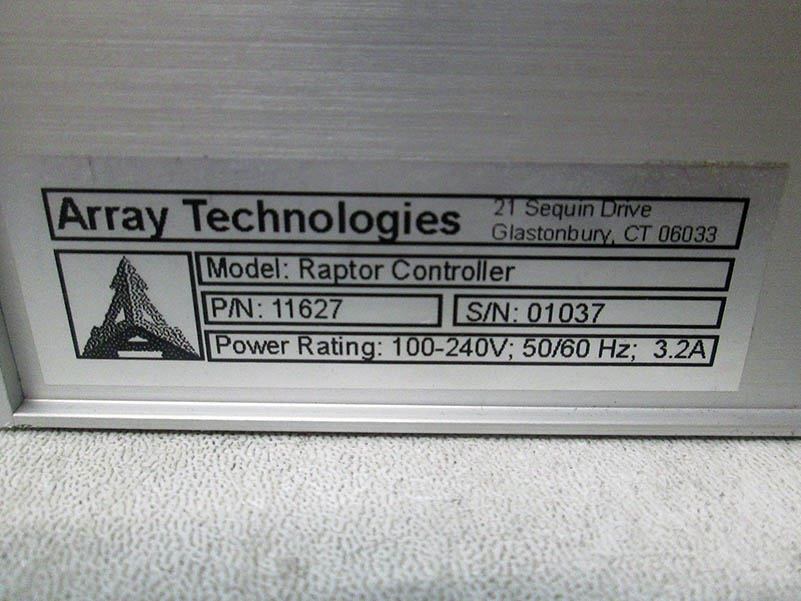 Array Technologies
21 Sequin Drive
Glastonbury, CT 06033
Model: Raptor Controller
P/N: 11627
S/N: 01037
Power Rating: 100-240V; 50/60 Hz; 3.2A